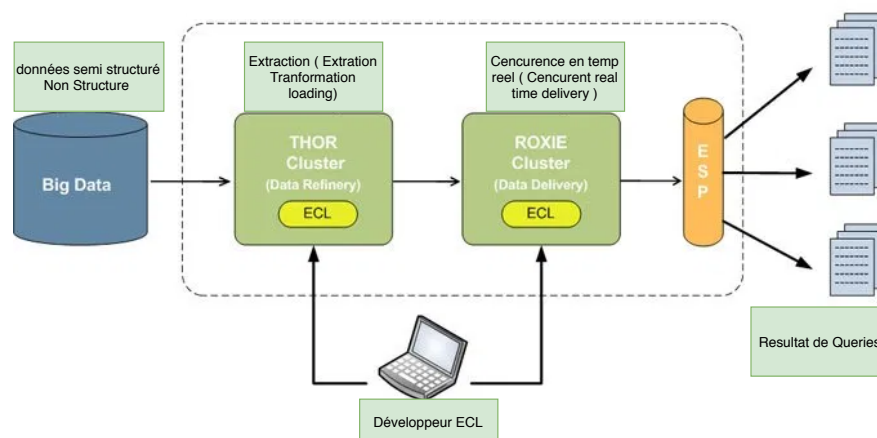 données semi structuré
Non Structure
Extraction ( Extration
Tranformation
loading)
Cencurence en temp
reel ( Cencurent real
time delivery )
Big Data
THOR
Cluster
(Data Refinery)
ECL
ROXIE
Cluster
(Data Delivery)
ECL
ESP
Resultat de Queries
Développeur ECL